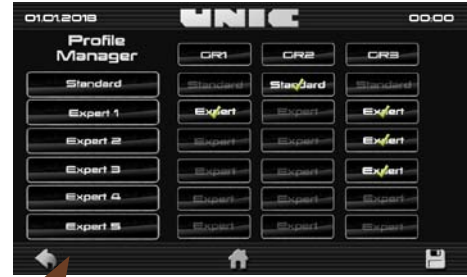 01.01.2018 UNIC 00:00
Profile Manager GR1 GR2 GR3
Standard Standard Standard Standard
Expert 1 Expert Expert Expert
Expert 2 Expert Expert Expert
Expert 3 Expert Expert Expert
Expert 4 Expert Expert Expert
Expert 5 Expert Expert Expert